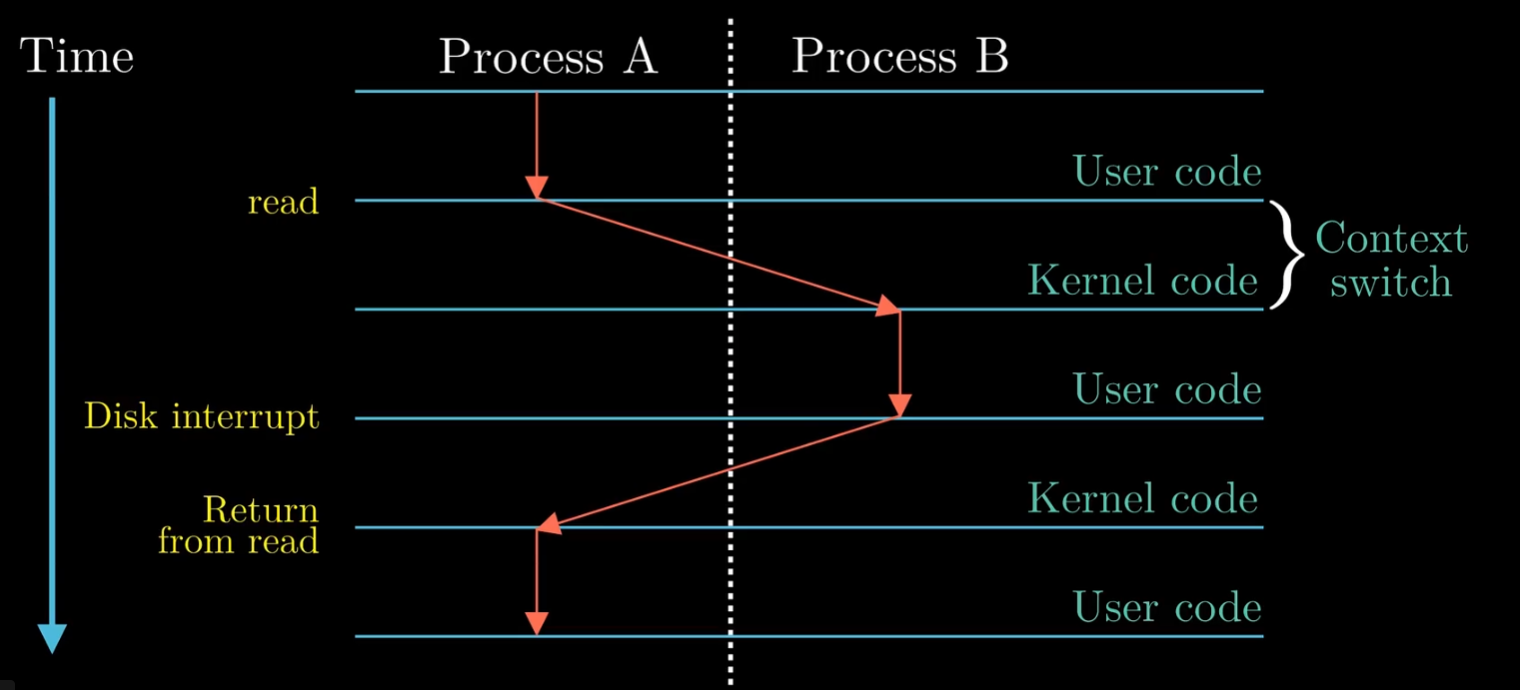 Time
Process A
Process B
User code
read
Context
switch
Kernel code
User code
Disk interrupt
Kernel code
Return
from read
User code